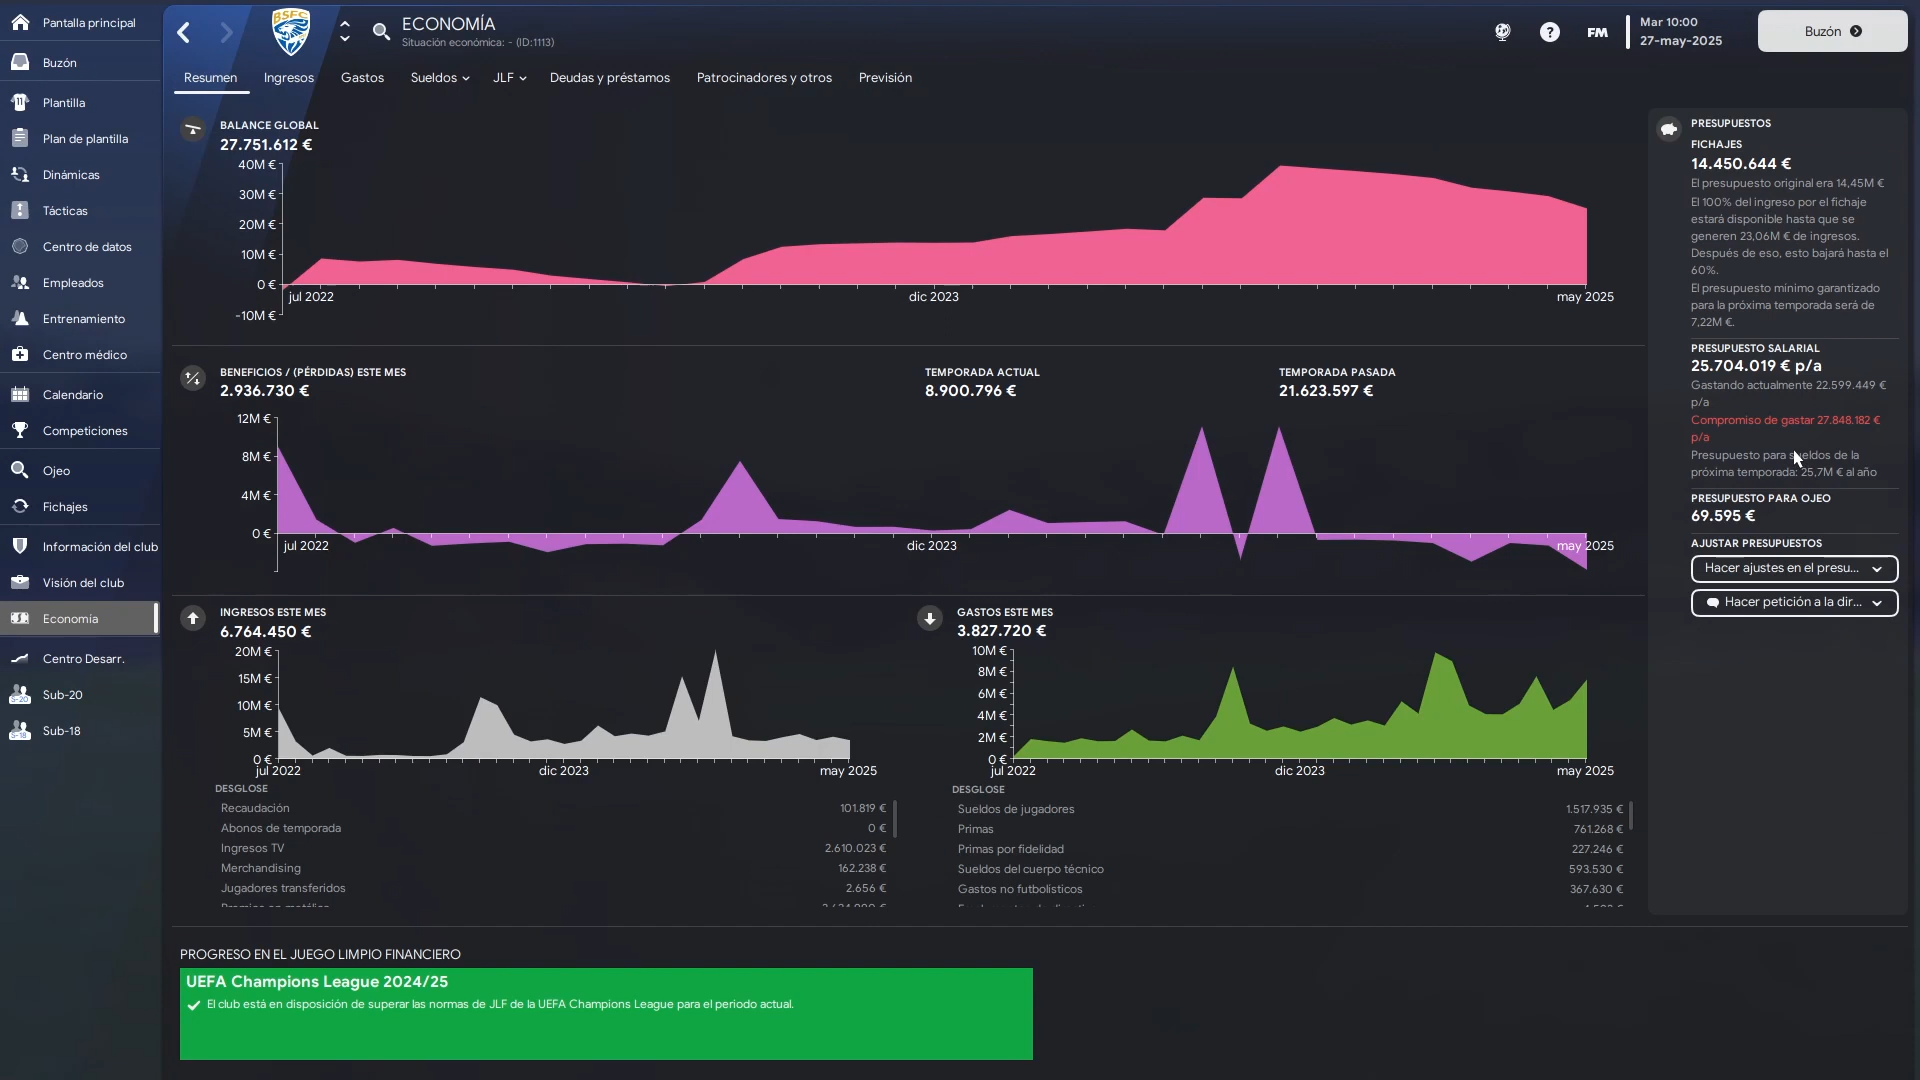 Pantalla principal
Buzón
Plantilla
Plan de plantilla
Dinámicas
Tácticas
Centro de datos
Empleados
Entrenamiento
Centro médico
Calendario
Competiciones
Ojeo
Fichajes
Información del club
Visión del club
Economía
Centro Desarr.
Sub-20
Sub-18
BSFC
ECONOMÍA
Situación económica: - (ID:1113)
FM
Mar 10:00
27-may-2025
Buzón
Resumen
Ingresos
Gastos
Sueldos
JLF
Deudas y préstamos
Patrocinadores y otros
Previsión
BALANCE GLOBAL
27.751.612 €
40M €
30M €
20M €
10M €
0 €
-10M €
jul 2022
dic 2023
may 2025
BENEFICIOS / (PÉRDIDAS) ESTE MES
2.936.730 €
TEMPORADA ACTUAL
8.900.796 €
TEMPORADA PASADA
21.623.597 €
12M €
8M €
4M €
0 €
jul 2022
dic 2023
may 2025
INGRESOS ESTE MES
6.764.450 €
20M €
15M €
10M €
5M €
0 €
jul 2022
dic 2023
may 2025
DESGLOSE
Recaudación 101.819 €
Abonos de temporada 0 €
Ingresos TV 2.610.023 €
Merchandising 162.238 €
Jugadores transferidos 2.656 €
GASTOS ESTE MES
3.827.720 €
10M €
8M €
6M €
4M €
2M €
0 €
jul 2022
dic 2023
may 2025
DESGLOSE
Sueldos de jugadores 1.517.935 €
Primas 761.268 €
Primas por fidelidad 227.246 €
Sueldos del cuerpo técnico 593.530 €
Gastos no futbolísticos 367.630 €
PRESUPUESTOS
FICHAJES
14.450.644 €
El presupuesto original era 14,45M €
El 100% del ingreso por el fichaje
estará disponible hasta que se
generen 23,06M € de ingresos.
Después de eso, esto bajará hasta el
60%.
El presupuesto mínimo garantizado
para la próxima temporada será de
7,22M €.
PRESUPUESTO SALARIAL
25.704.019 € p/a
Gastando actualmente 22.599.449 €
p/a
Compromiso de gastar 27.848.182 €
p/a
Presupuesto para sueldos de la
próxima temporada: 25,7M € al año
PRESUPUESTO PARA OJEO
69.595 €
AJUSTAR PRESUPUESTOS
Hacer ajustes en el presu...
Hacer petición a la dir...
PROGRESO EN EL JUEGO LIMPIO FINANCIERO
UEFA Champions League 2024/25
El club está en disposición de superar las normas de JLF de la UEFA Champions League para el periodo actual.